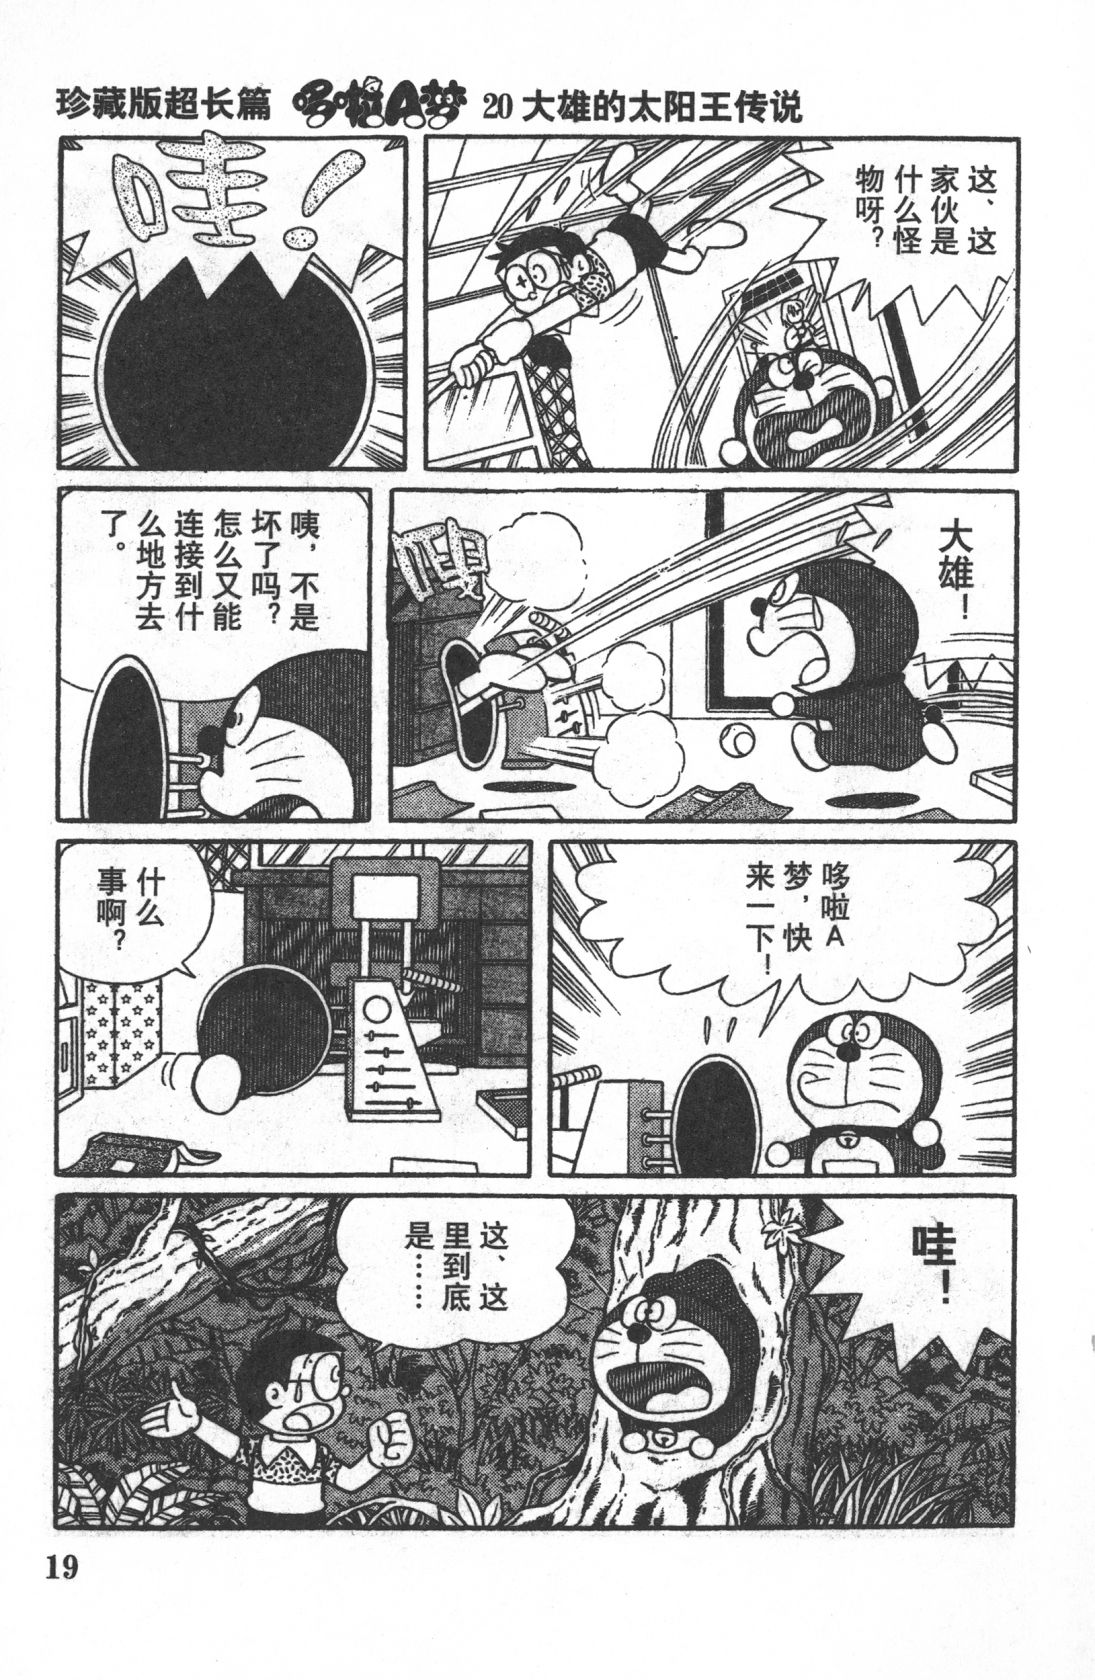 珍藏版超长篇 哆啦A梦 20 大雄的太阳王传说
这、这
家伙是
什么怪
物呀？
哇！
大雄！
嗖
咦，不是
坏了吗？
怎么又能
连接到什
么地方去
了。
哆啦A
梦，快
来一下！
什么
事啊？
哇！
这、这
里到底
是……
19